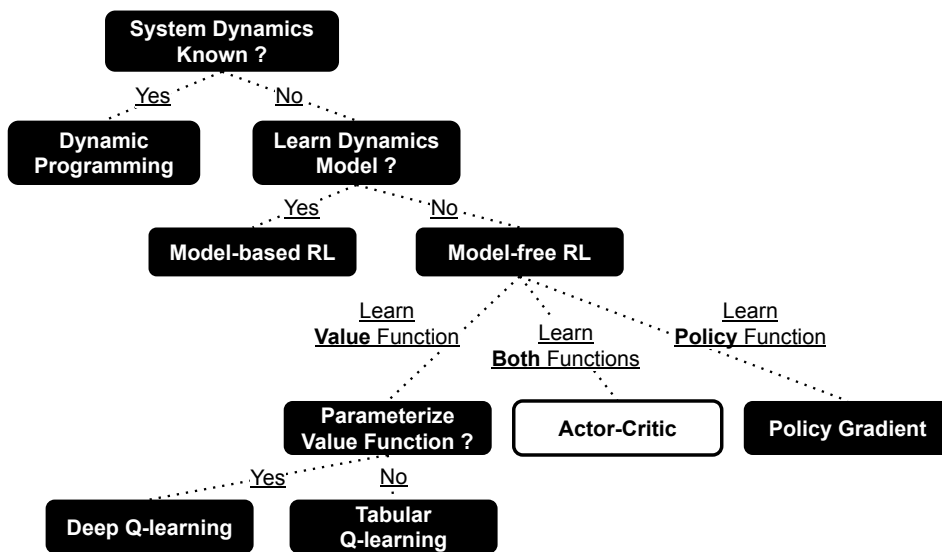 System Dynamics
Known ?
Yes
No
Dynamic
Programming
Learn Dynamics
Model ?
Yes
No
Model-based RL
Model-free RL
Learn
Value Function
Learn
Both Functions
Learn
Policy Function
Parameterize
Value Function ?
Actor-Critic
Policy Gradient
Yes
No
Deep Q-learning
Tabular
Q-learning